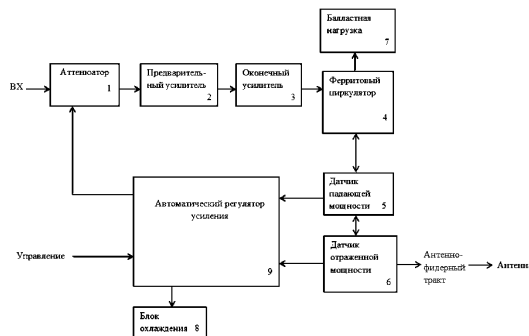 Балластная
нагрузка
7
ВХ
Аттенюатор
1
Предваритель-
ный усилитель
2
Оконечный
усилитель
3
Ферритовый
циркулятор
4
Датчик
падающей
мощности 5
Автоматический регулятор
усиления
9
Управление
Датчик
отраженной
мощности
6
Антенно-
фидерный
тракт
Антенн
Блок
охлаждения 8